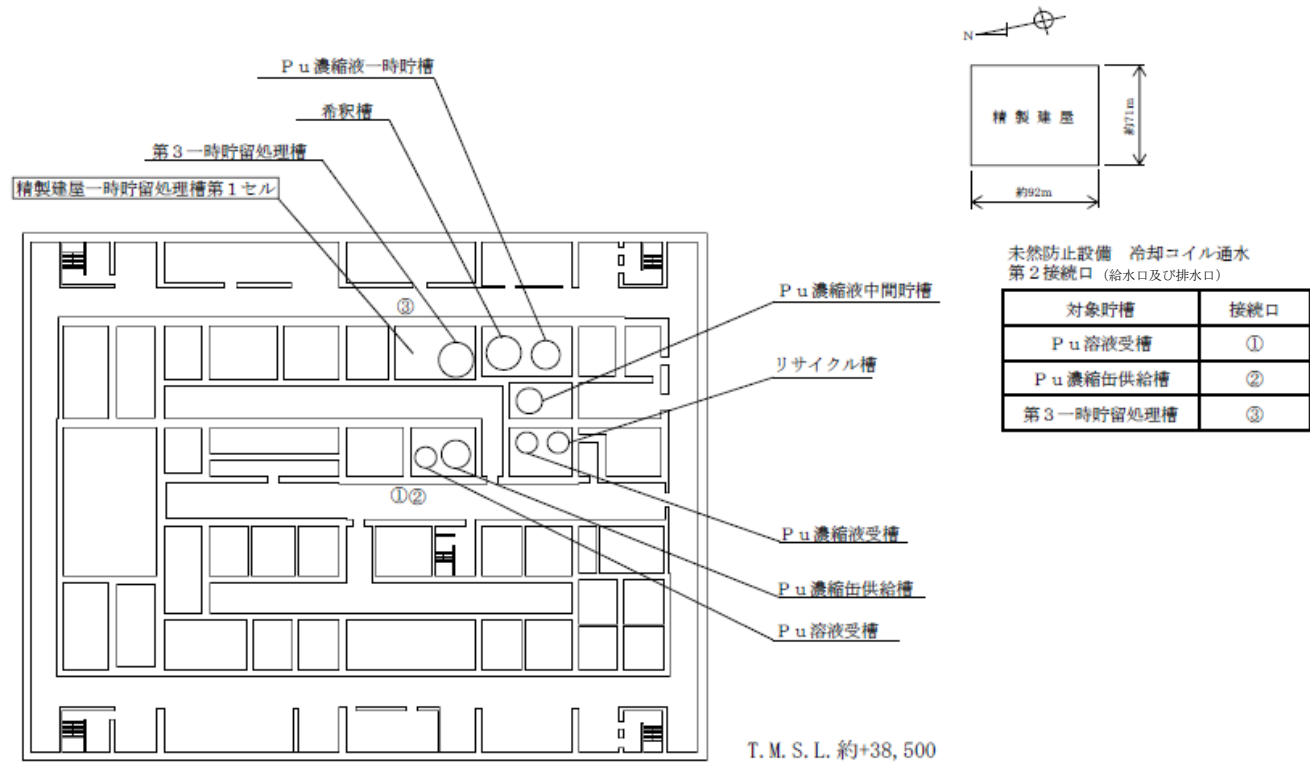 Ｐｕ濃縮液一時貯槽
希釈槽
第３一時貯留処理槽
精製建屋一時貯留処理槽第１セル
③
①②
Ｐｕ濃縮液中間貯槽
リサイクル槽
Ｐｕ濃縮液受槽
Ｐｕ濃縮缶供給槽
Ｐｕ溶液受槽
T.M.S.L.約+38,500
N
精製建屋
約71m
約92m
未然防止設備　冷却コイル通水
第２接続口（給水口及び排水口）
対象貯槽　接続口
Ｐｕ溶液受槽　①
Ｐｕ濃縮缶供給槽　②
第３一時貯留処理槽　③